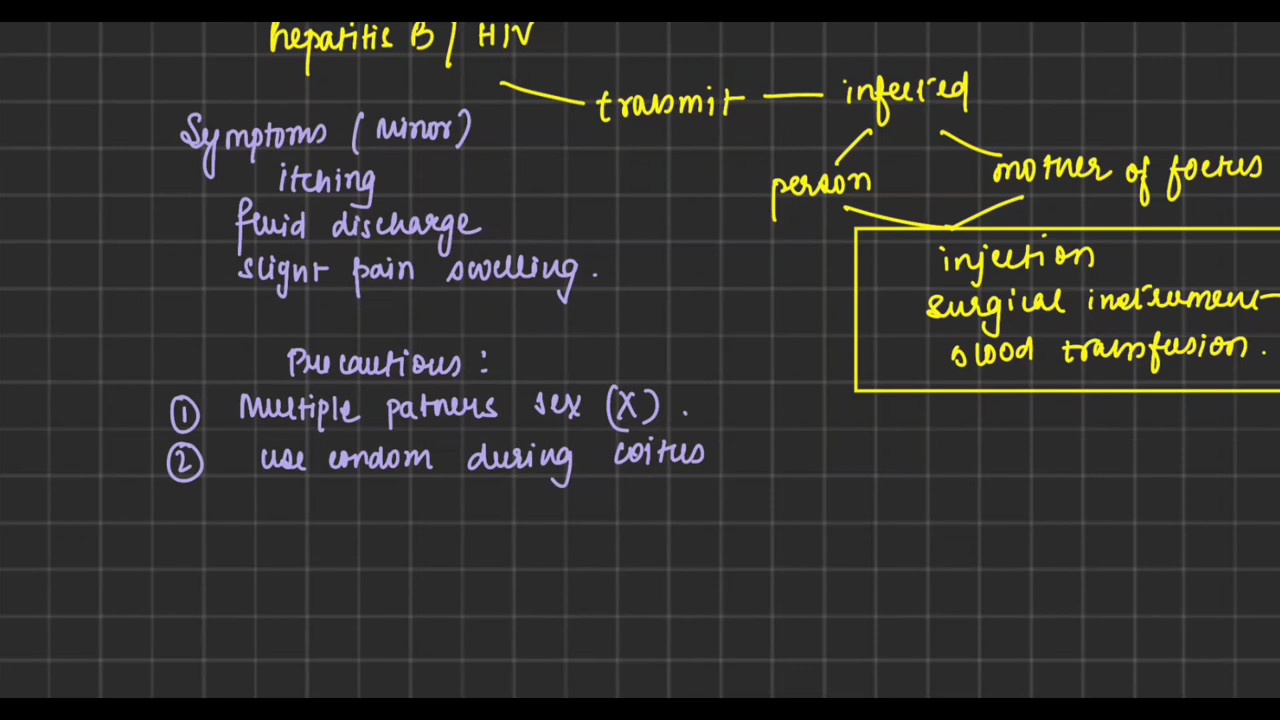 hepatitis B / HIV
transmit — infected
Symptoms (minor)
person
mother of foetus
itching
fluid discharge
slight pain swelling.
injection
surgical instrument
blood transfusion.
Precautions:
① Multiple patners sex (X).
② use condom during coitus